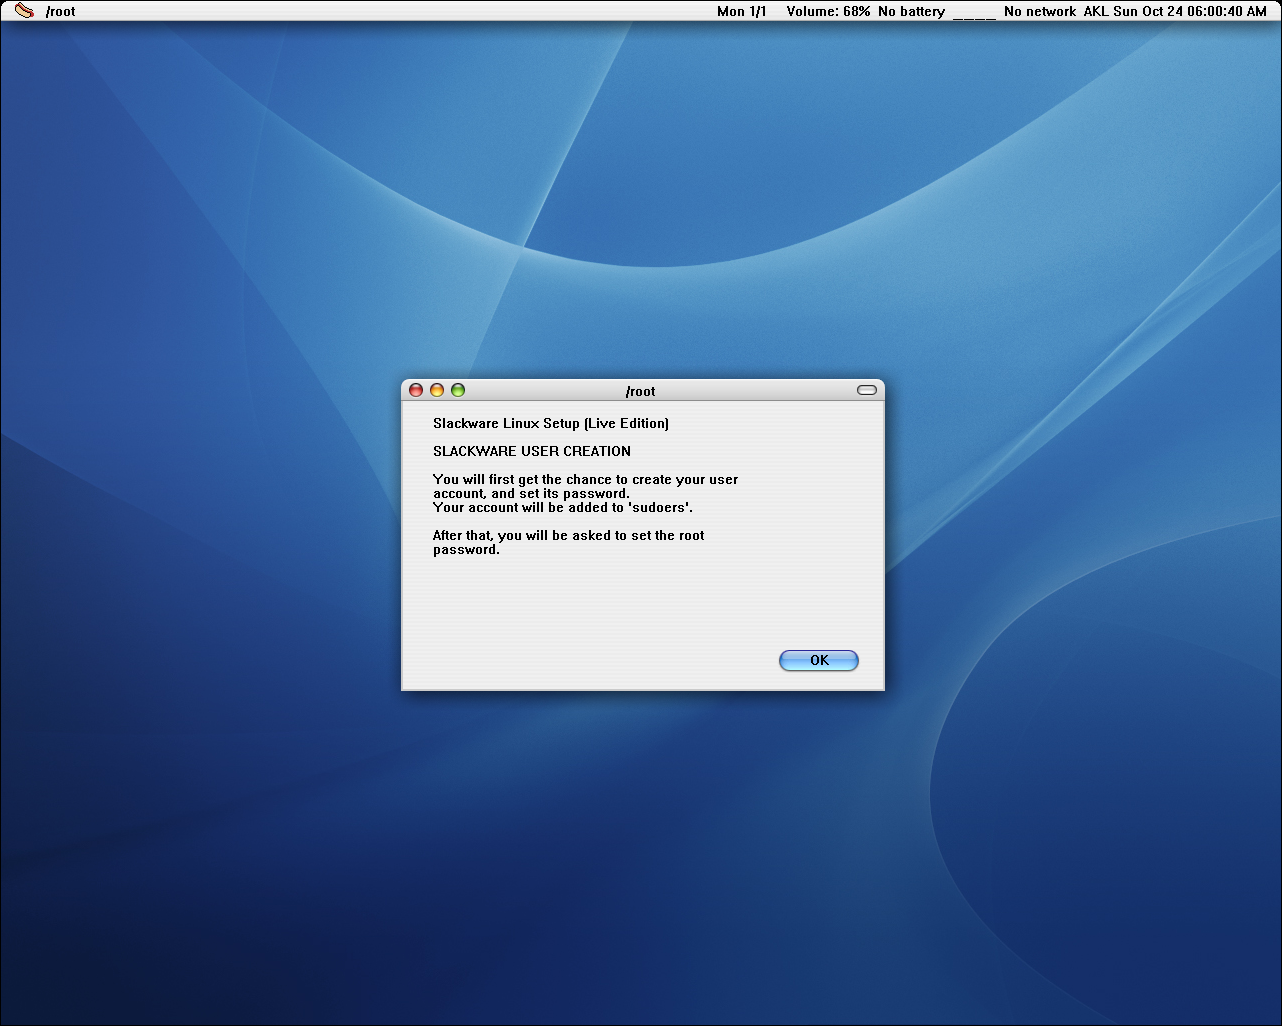 /root
Mon 1/1 Volume: 68% No battery ____ No network AKL Sun Oct 24 06:00:40 AM
/root
Slackware Linux Setup (Live Edition)
SLACKWARE USER CREATION
You will first get the chance to create your user
account, and set its password.
Your account will be added to 'sudoers'.
After that, you will be asked to set the root
password.
OK